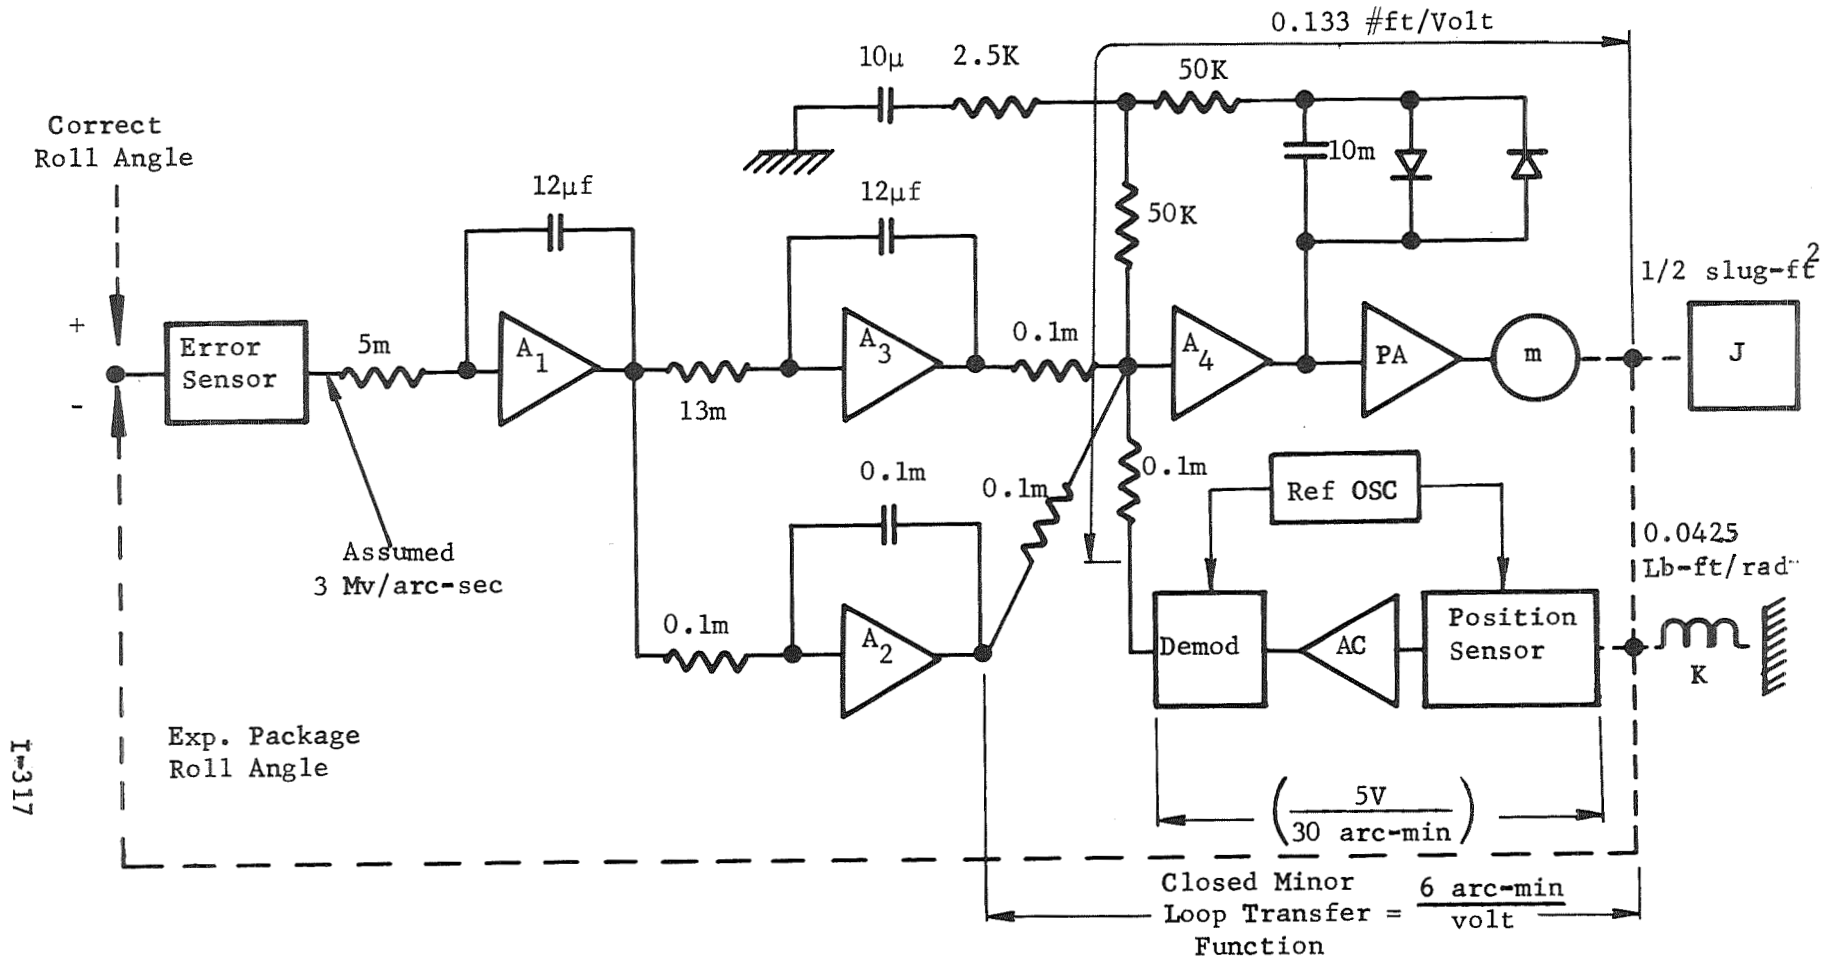 0.133 #ft/Volt
10μ
2.5K
50K
Correct
Roll Angle
10m
12μf
12μf
50K
1/2 slug-ft2
+
Error
Sensor
-
5m
A1
13m
A3
0.1m
A4
PA
m
J
0.1m
0.1m
0.1m
Ref OSC
Assumed
3 Mv/arc-sec
0.0425
Lb-ft/rad
0.1m
A2
Demod
AC
Position
Sensor
K
Exp. Package
Roll Angle
I-317
(5V
30 arc-min)
Closed Minor
Loop Transfer = 6 arc-min
volt
Function